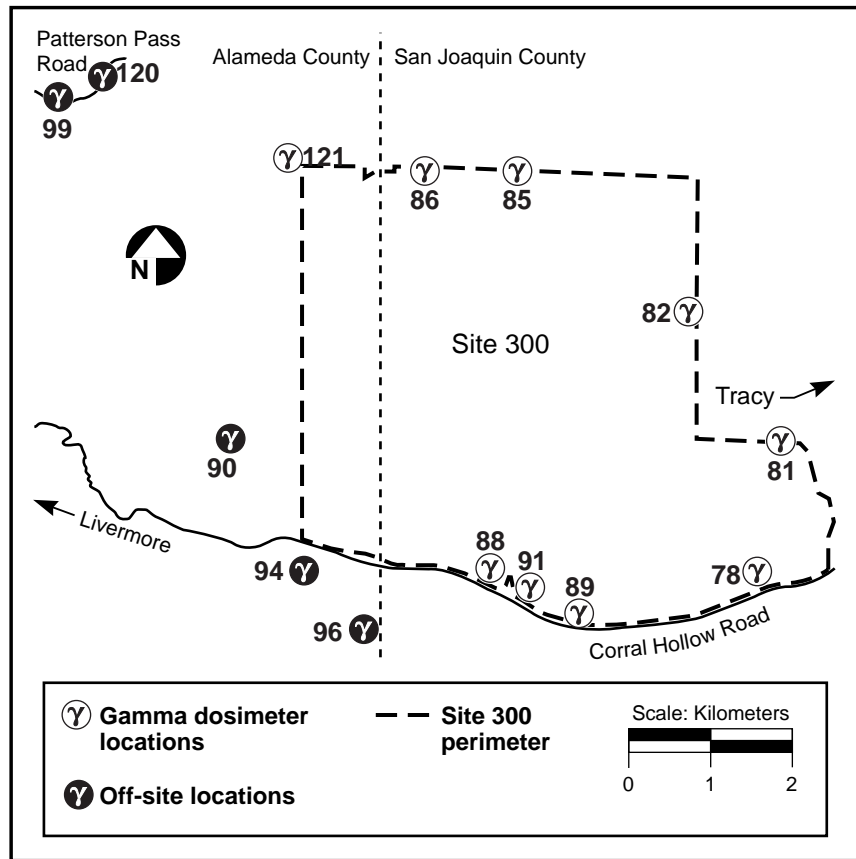 Patterson Pass
Road
Alameda County
San Joaquin County
γ 120
γ
99
γ 121
γ
86
γ
85
N
82 γ
Site 300
Tracy
γ
90
γ
81
Livermore
94 γ
88
γ
91
γ
89
γ
78 γ
96 γ
Corral Hollow Road
γ Gamma dosimeter
locations
Site 300
perimeter
Scale: Kilometers
0 1 2
γ Off-site locations